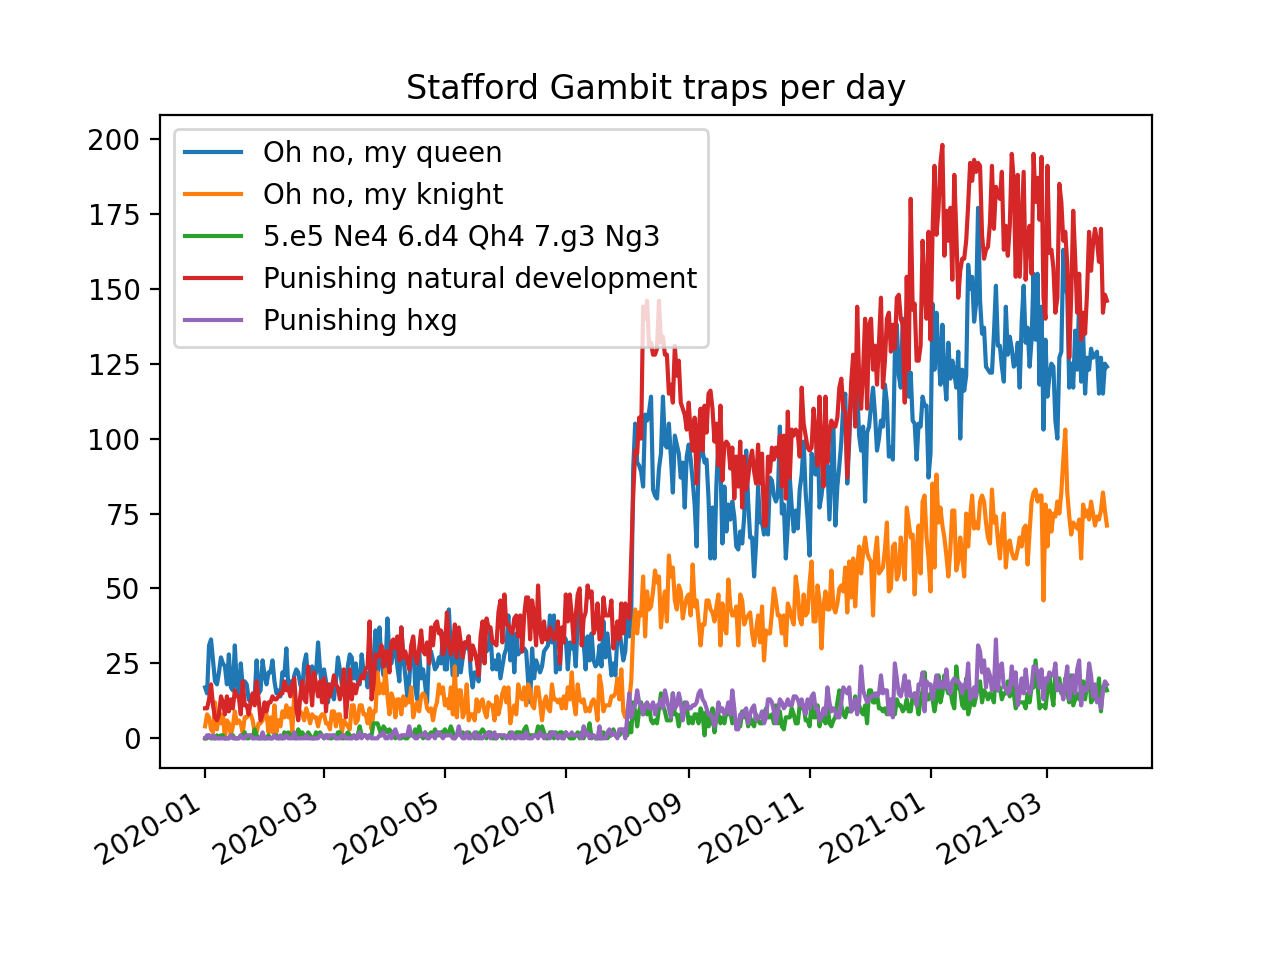 Stafford Gambit traps per day
200
175
150
125
100
75
50
25
0
Oh no, my queen
Oh no, my knight
5.e5 Ne4 6.d4 Qh4 7.g3 Ng3
Punishing natural development
Punishing hxg
2020-01
2020-03
2020-05
2020-07
2020-09
2020-11
2021-01
2021-03